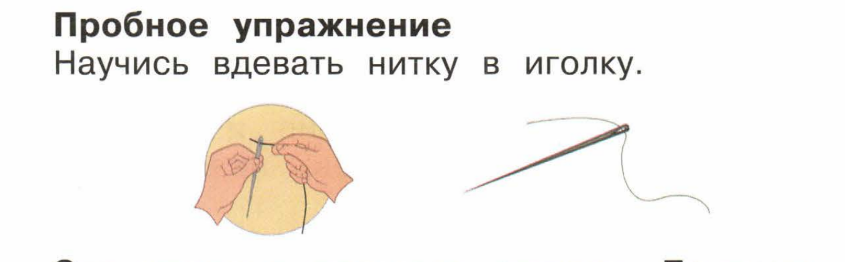 Пробное упражнение
Научись вдевать нитку в иголку.